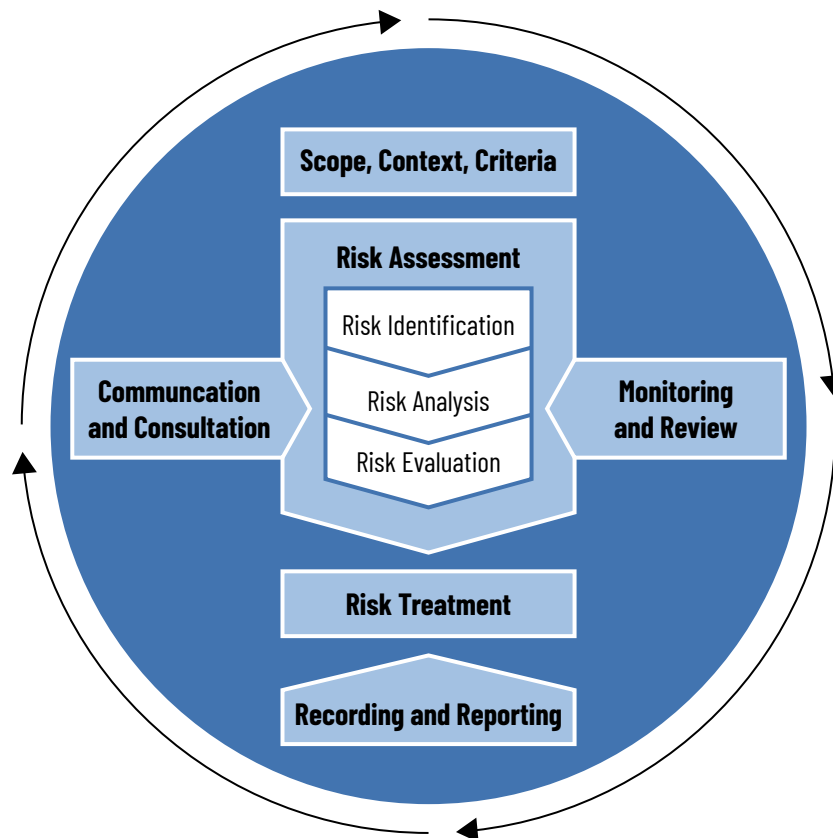 Scope, Context, Criteria
Risk Assessment
Risk Identification
Risk Analysis
Risk Evaluation
Communcation
and Consultation
Monitoring
and Review
Risk Treatment
Recording and Reporting